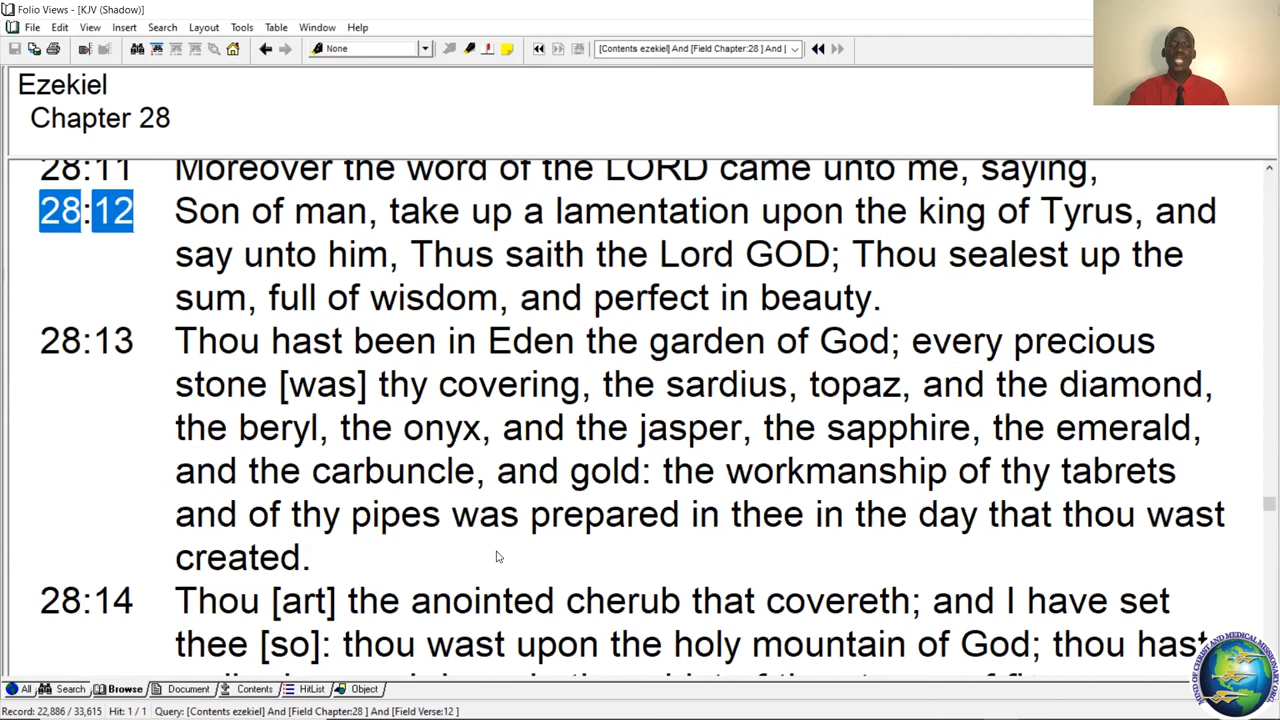 Folio Views - [KJV (Shadow)]
File Edit View Insert Search Layout Tools Table Window Help
None [Contents ezekiel] And [Field Chapter:28 ] And [
Ezekiel
Chapter 28
28:11 Moreover the word of the LORD came unto me, saying,
28:12 Son of man, take up a lamentation upon the king of Tyrus, and
say unto him, Thus saith the Lord GOD; Thou sealest up the
sum, full of wisdom, and perfect in beauty.
28:13 Thou hast been in Eden the garden of God; every precious
stone [was] thy covering, the sardius, topaz, and the diamond,
the beryl, the onyx, and the jasper, the sapphire, the emerald,
and the carbuncle, and gold: the workmanship of thy tabrets
and of thy pipes was prepared in thee in the day that thou wast
created.
28:14 Thou [art] the anointed cherub that covereth; and I have set
thee [so]: thou wast upon the holy mountain of God; thou hast
All Search Browse Document Contents HitList Object
Record: 22,886 / 33,615 Hit: 1 / 1 Query: [Contents ezekiel] And [Field Chapter:28 ] And [Field Verse:12 ]
MIND OF CHRIST AND MEDICAL MISSIONARY.ORG